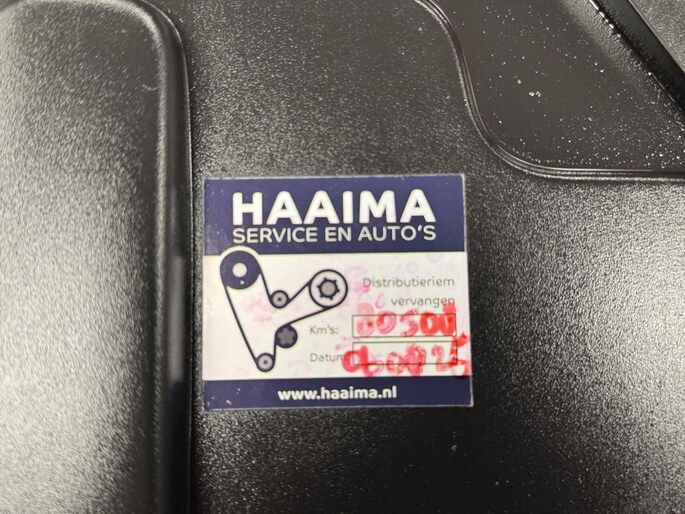 HAAIMA
SERVICE EN AUTO'S
Distributieriem
vervangen
Km's:
Datum
www.haaima.nl